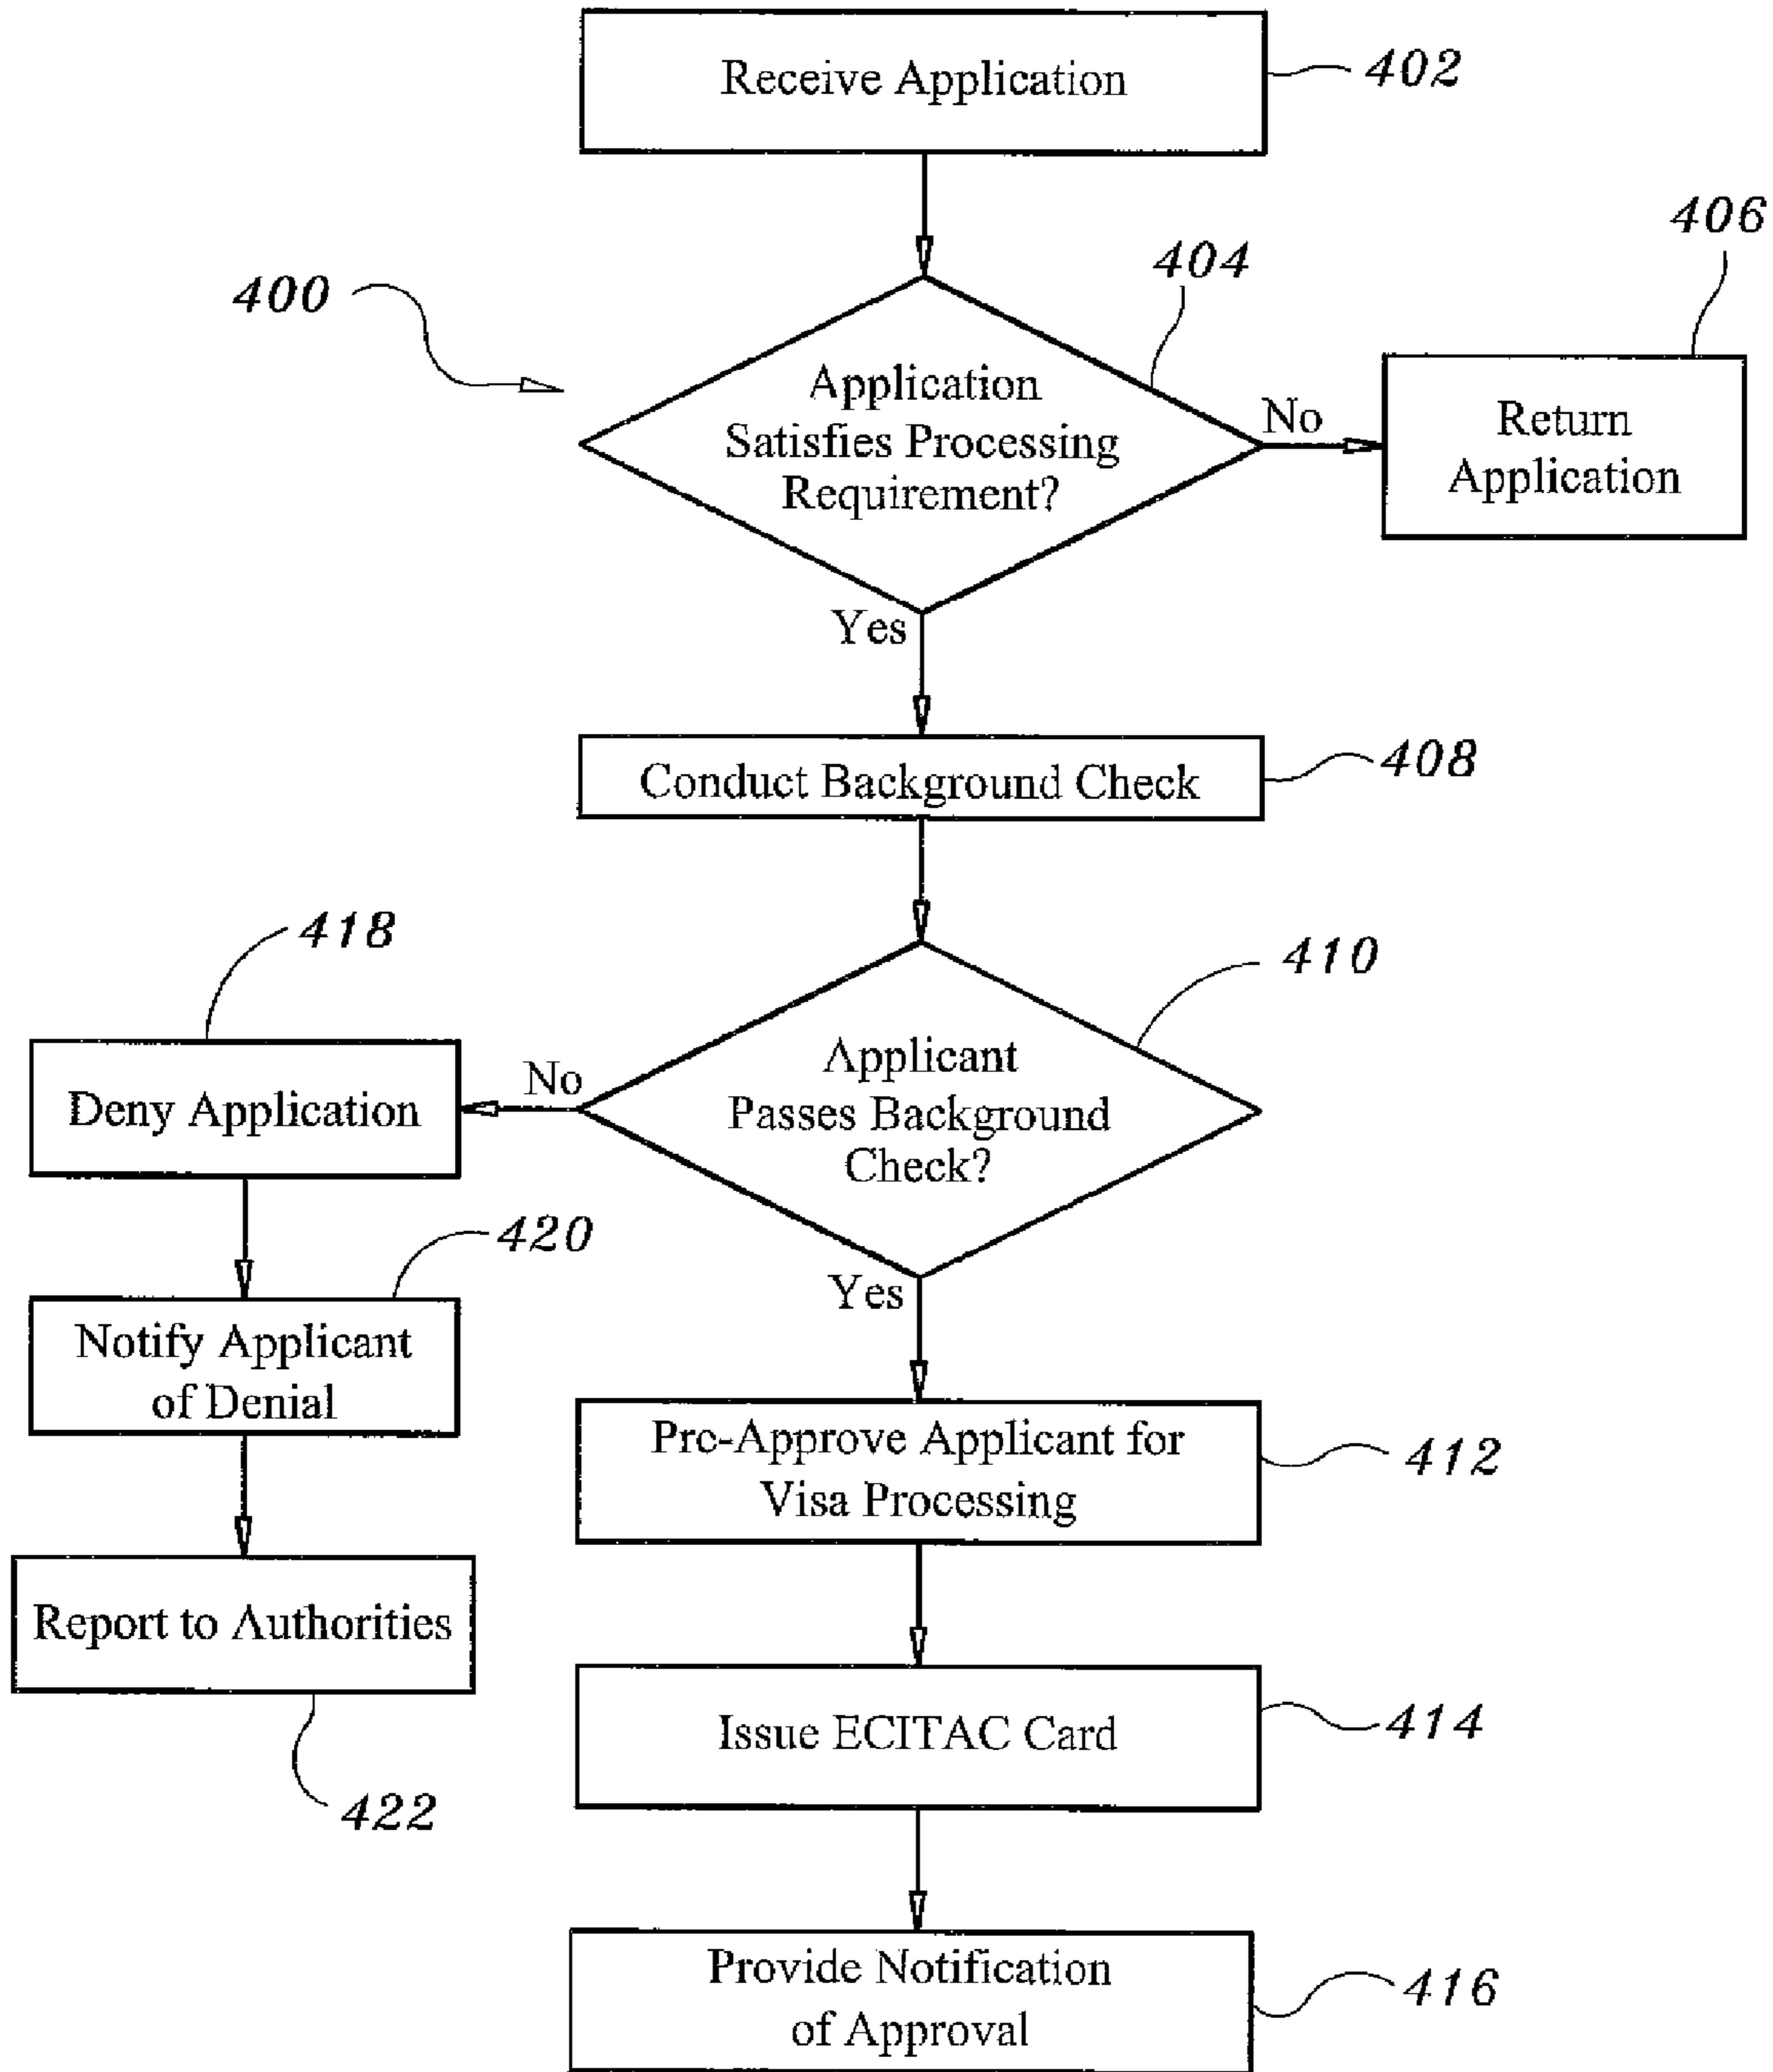 Receive Application
402
406
404
400
Application
Satisfies Processing
Requirement?
No
Return
Application
Yes
Conduct Background Check
408
418
410
Deny Application
No
Applicant
Passes Background
Check?
420
Yes
Notify Applicant
of Denial
Pre-Approve Applicant for
Visa Processing
412
Report to Authorities
422
Issue ECITAC Card
414
Provide Notification
of Approval
416